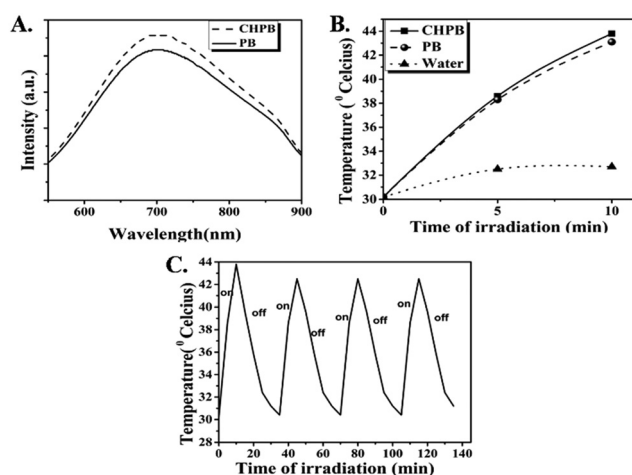 A.
CHPB
PB
Intensity (a.u.)
600 700 800 900
Wavelength(nm)
B.
CHPB
PB
Water
Temperature ( ⁰ Celcius)
44
42
40
38
36
34
32
30
0 5 10
Time of irradiation (min)
C.
Temperature( ⁰ Celcius)
44
42
40
38
36
34
32
30
28
on off on off on off on off
0 20 40 60 80 100 120 140
Time of irradiation (min)